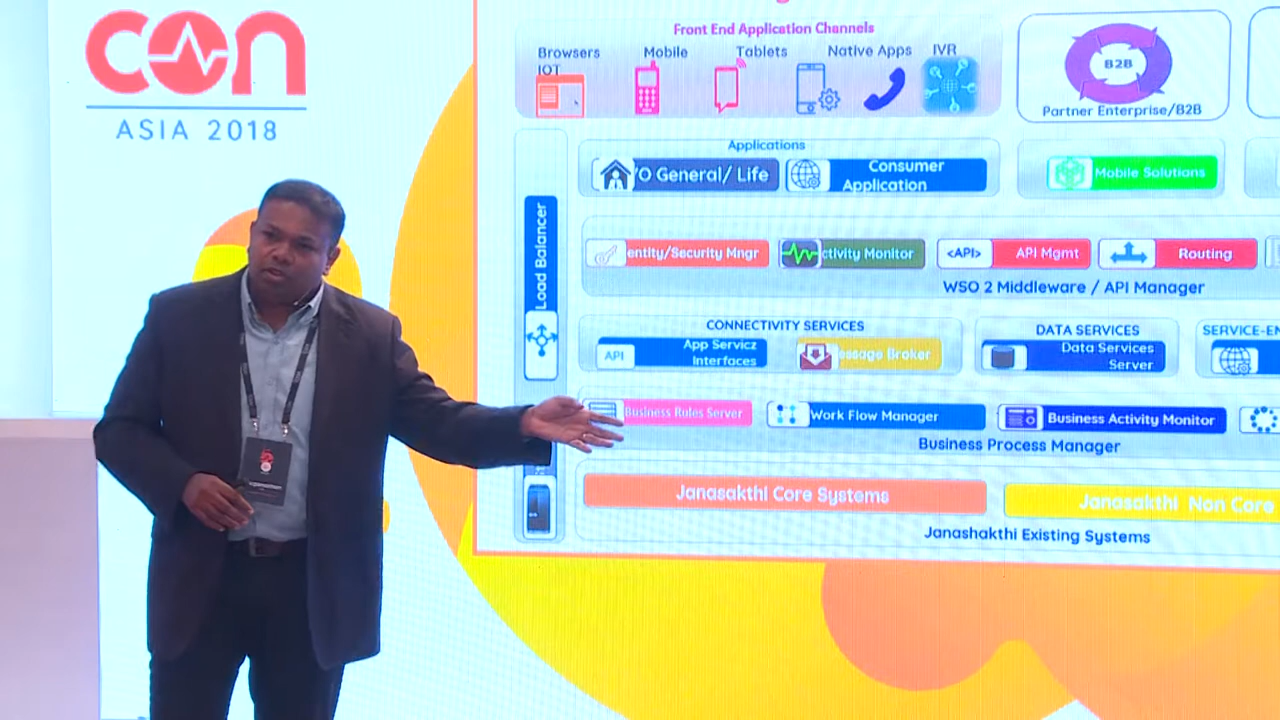 CON
ASIA 2018
Front End Application Channels
Browsers Mobile Tablets Native Apps IVR
IOT
B2B
Partner Enterprise/B2B
Applications
'O General/ Life
Consumer
Application
Mobile Solutions
Load Balancer
entity/Security Mngr
ctivity Monitor
<API> API Mgmt
Routing
WSO 2 Middleware / API Manager
CONNECTIVITY SERVICES
DATA SERVICES
SERVICE-EN
API
App Servicz
Interfaces
essage Broker
Data Services
Server
Business Rules Server
Work Flow Manager
Business Activity Monitor
Business Process Manager
Janasakthi Core Systems
Janasakthi Non Core
Janashakthi Existing Systems